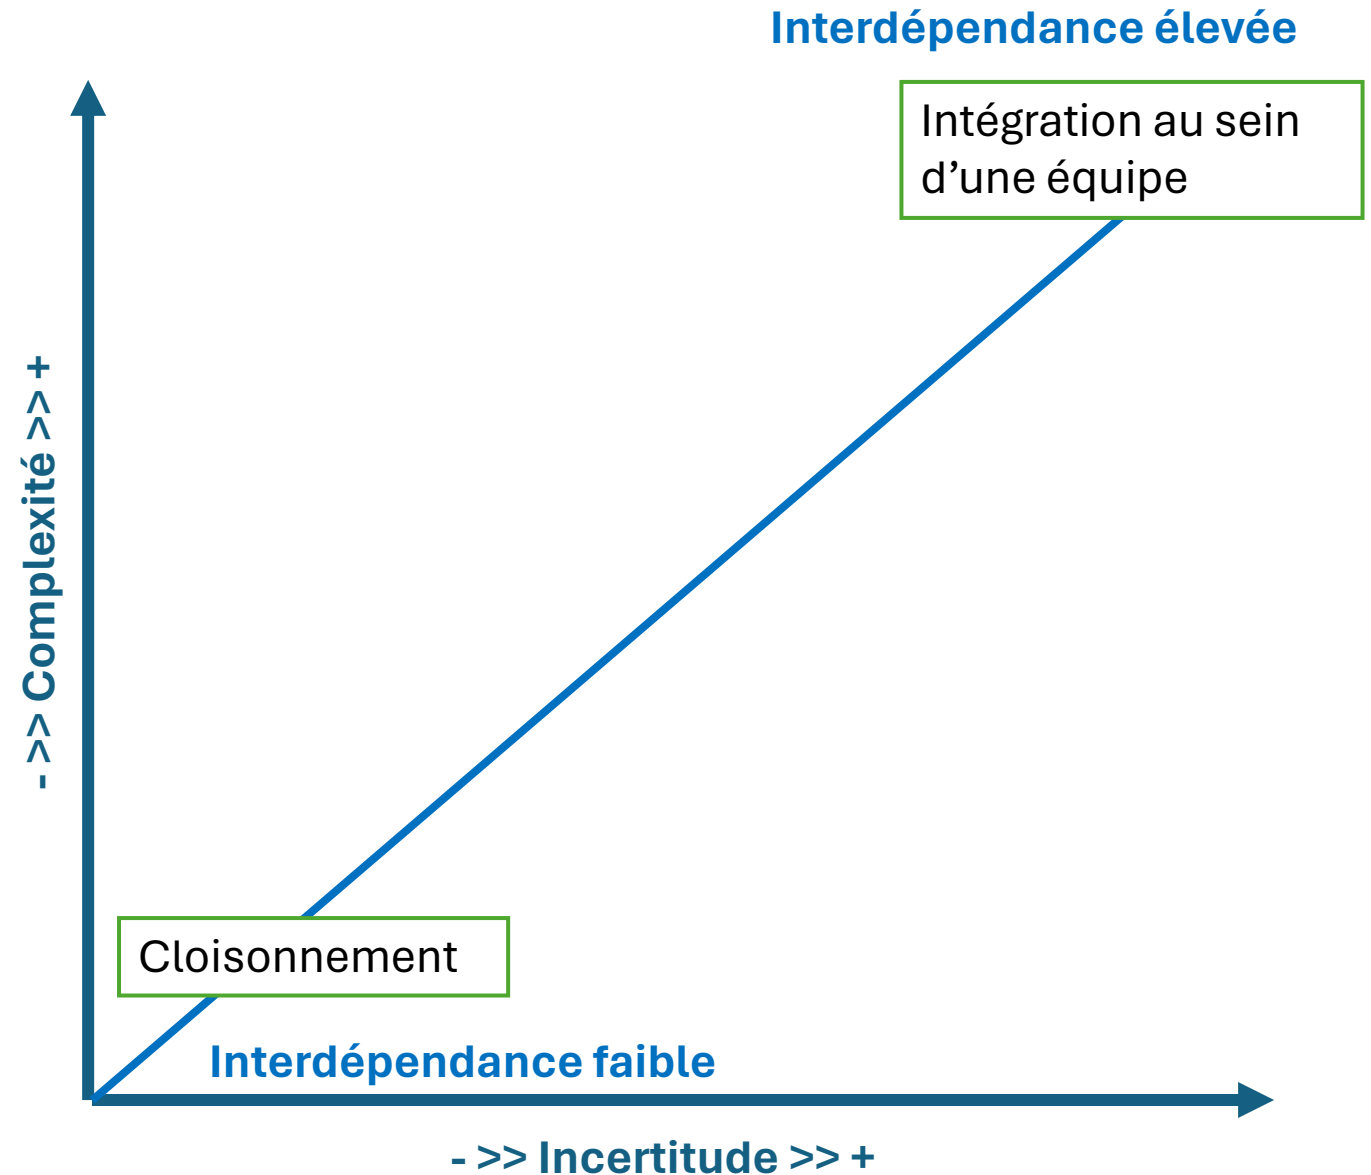 Interdépendance élevée
Intégration au sein
d’une équipe
- >> Complexité >> +
Cloisonnement
Interdépendance faible
- >> Incertitude >> +